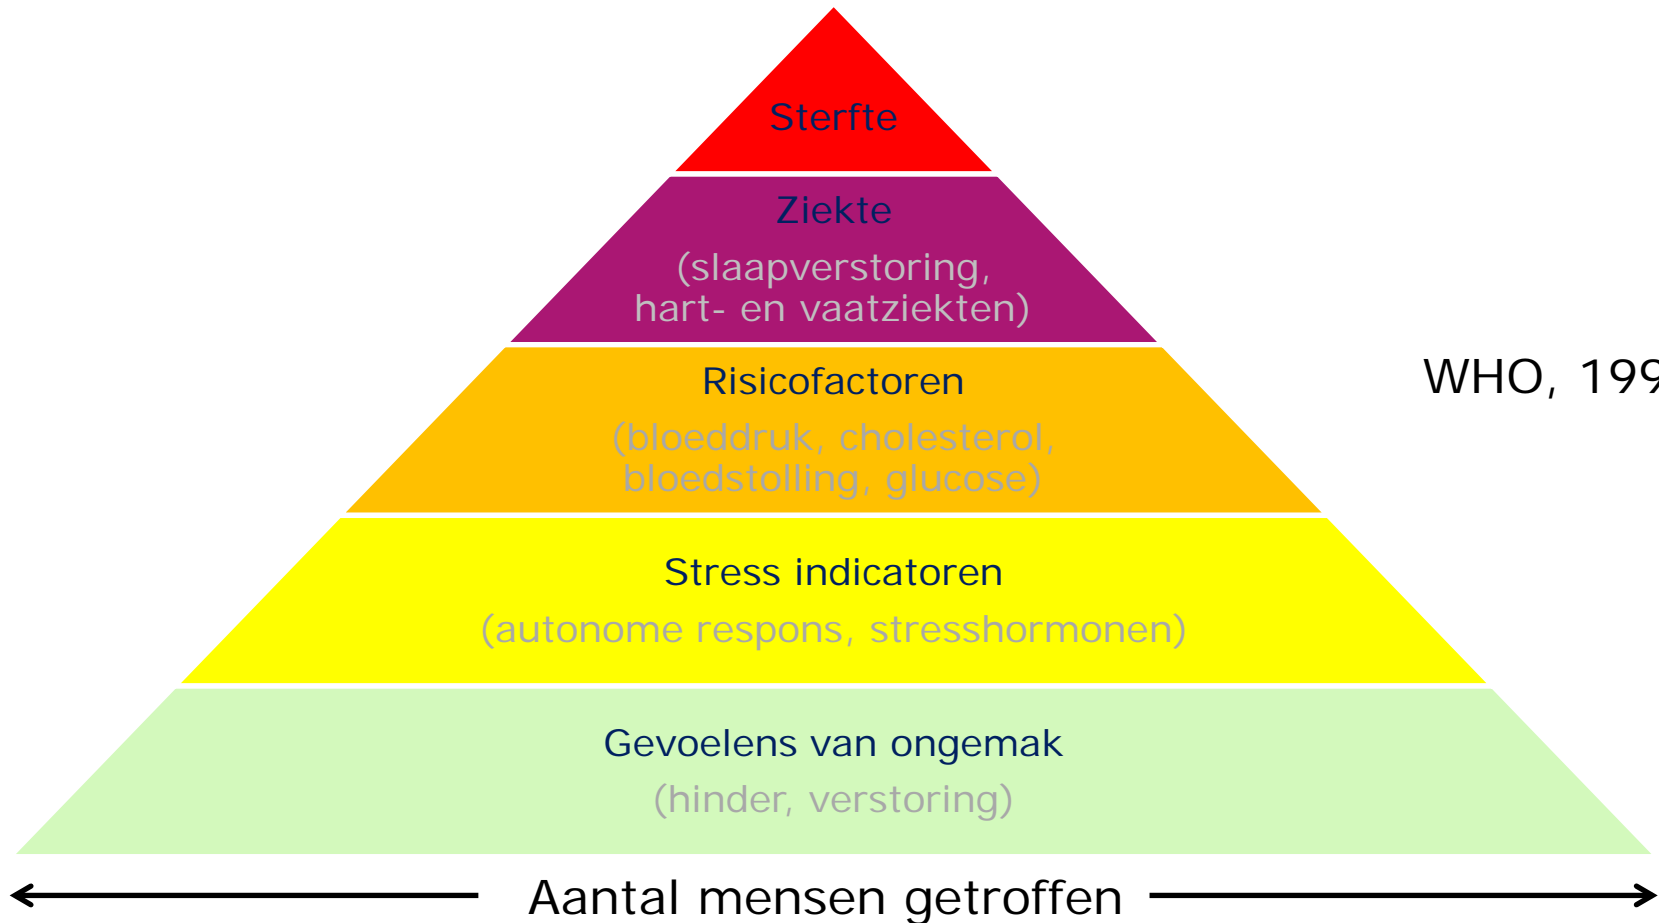 Sterfte
Ziekte
(slaapverstoring,
hart- en vaatziekten)
Risicofactoren
WHO, 199
(bloeddruk, cholesterol,
bloedstolling, glucose)
Stress indicatoren
(autonome respons, stresshormonen)
Gevoelens van ongemak
(hinder, verstoring)
Aantal mensen getroffen